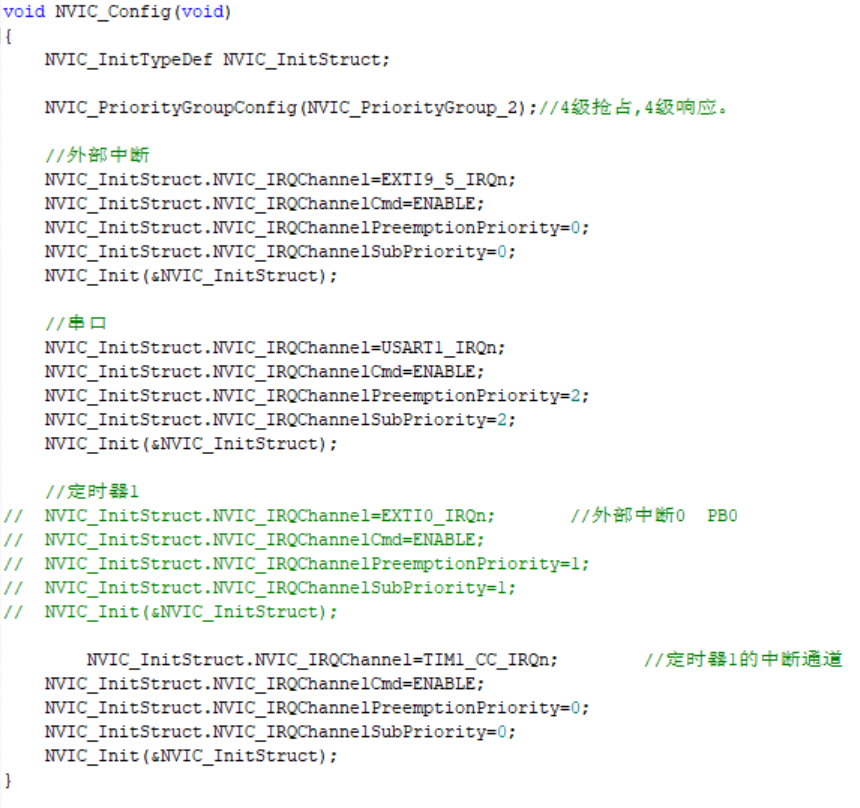 void NVIC_Config(void)
{
    NVIC_InitTypeDef NVIC_InitStruct;

    NVIC_PriorityGroupConfig(NVIC_PriorityGroup_2);//4级抢占,4级响应。

    //外部中断
    NVIC_InitStruct.NVIC_IRQChannel=EXTI9_5_IRQn;
    NVIC_InitStruct.NVIC_IRQChannelCmd=ENABLE;
    NVIC_InitStruct.NVIC_IRQChannelPreemptionPriority=0;
    NVIC_InitStruct.NVIC_IRQChannelSubPriority=0;
    NVIC_Init(&NVIC_InitStruct);

    //串口
    NVIC_InitStruct.NVIC_IRQChannel=USART1_IRQn;
    NVIC_InitStruct.NVIC_IRQChannelCmd=ENABLE;
    NVIC_InitStruct.NVIC_IRQChannelPreemptionPriority=2;
    NVIC_InitStruct.NVIC_IRQChannelSubPriority=2;
    NVIC_Init(&NVIC_InitStruct);

    //定时器1
//  NVIC_InitStruct.NVIC_IRQChannel=EXTI0_IRQn;       //外部中断0  PB0
//  NVIC_InitStruct.NVIC_IRQChannelCmd=ENABLE;
//  NVIC_InitStruct.NVIC_IRQChannelPreemptionPriority=1;
//  NVIC_InitStruct.NVIC_IRQChannelSubPriority=1;
//  NVIC_Init(&NVIC_InitStruct);

        NVIC_InitStruct.NVIC_IRQChannel=TIM1_CC_IRQn;        //定时器1的中断通道
    NVIC_InitStruct.NVIC_IRQChannelCmd=ENABLE;
    NVIC_InitStruct.NVIC_IRQChannelPreemptionPriority=0;
    NVIC_InitStruct.NVIC_IRQChannelSubPriority=0;
    NVIC_Init(&NVIC_InitStruct);
}